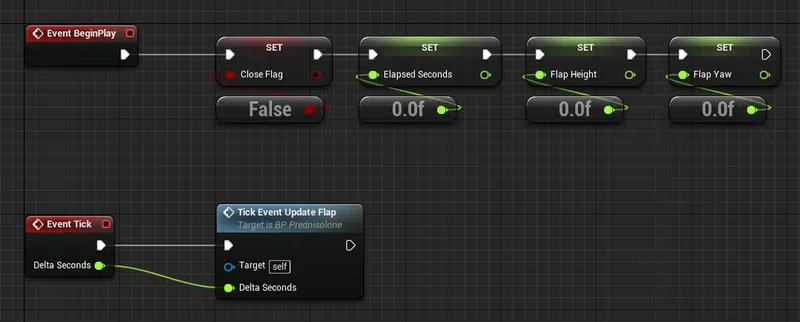 Event BeginPlay
SET
Close Flag
False
SET
Elapsed Seconds
0.0f
SET
Flap Height
0.0f
SET
Flap Yaw
0.0f
Event Tick
Delta Seconds
Tick Event Update Flap
Target is BP Prednisolone
Target self
Delta Seconds